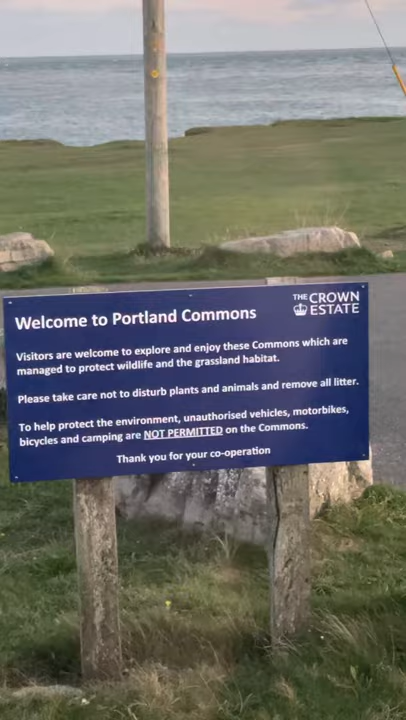 THE CROWN
ESTATE
Welcome to Portland Commons
Visitors are welcome to explore and enjoy these Commons which are
managed to protect wildlife and the grassland habitat.
Please take care not to disturb plants and animals and remove all litter.
To help protect the environment, unauthorised vehicles, motorbikes,
bicycles and camping are NOT PERMITTED on the Commons.
Thank you for your co-operation